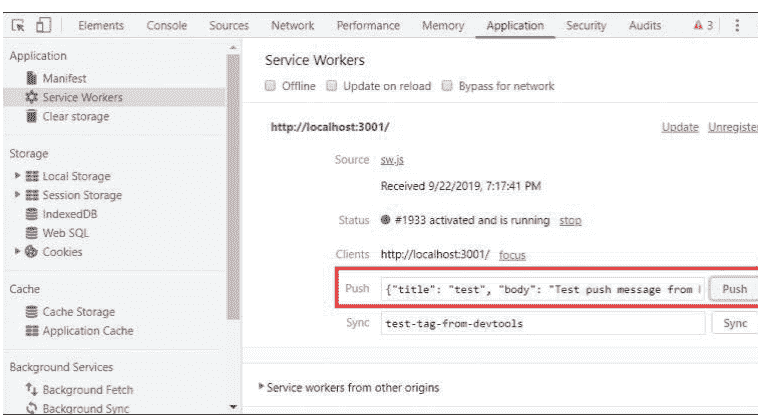 Elements Console Sources Network Performance Memory Application Security Audits 3
Application
Manifest
Service Workers
Clear storage
Storage
Local Storage
Session Storage
IndexedDB
Web SQL
Cookies
Cache
Cache Storage
Application Cache
Background Services
Background Fetch
Background Sync
Service Workers
Offline Update on reload Bypass for network
http://localhost:3001/ Update Unregister
Source sw.js
Received 9/22/2019, 7:17:41 PM
Status #1933 activated and is running stop
Clients http://localhost:3001/ focus
Push {"title": "test", "body": "Test push message from Push
Sync test-tag-from-devtools Sync
Service workers from other origins